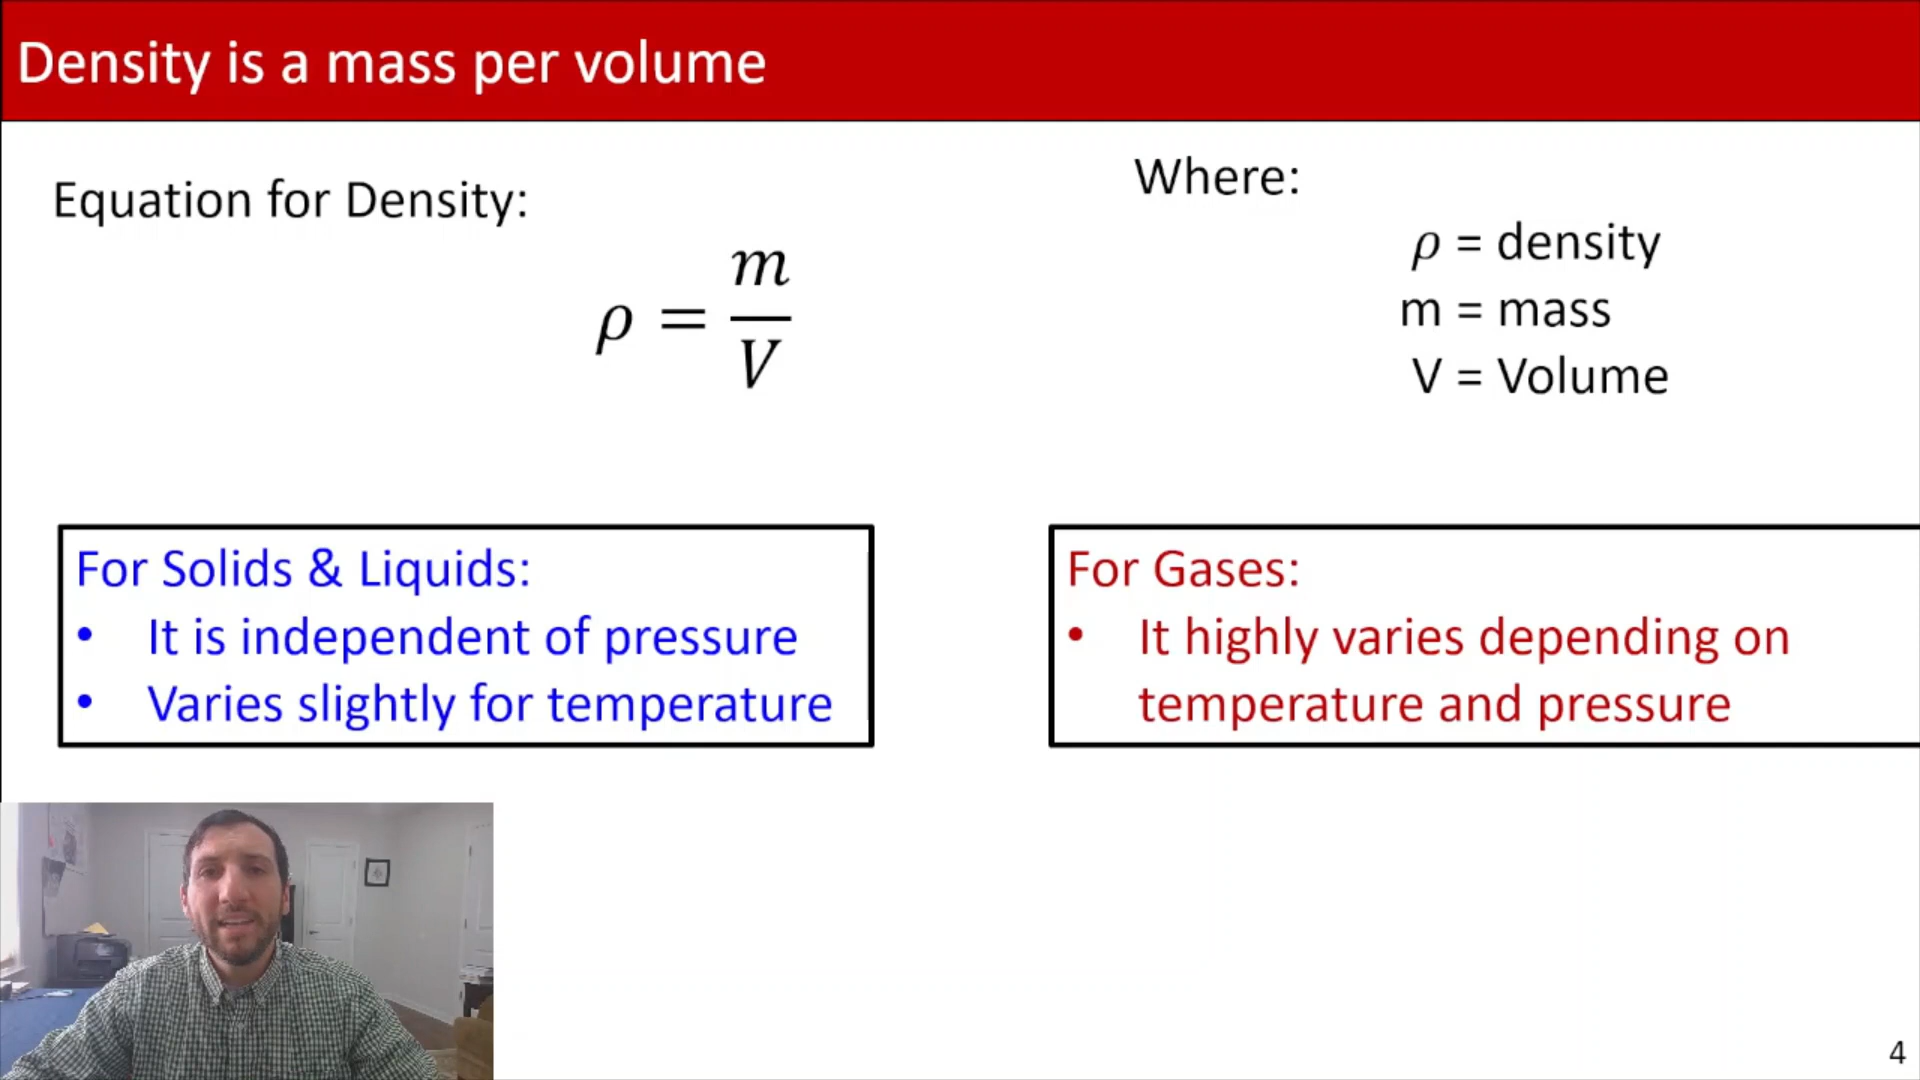 Density is a mass per volume
Equation for Density:
ρ = m/V
Where:
ρ = density
m = mass
V = Volume
For Solids & Liquids:
• It is independent of pressure
• Varies slightly for temperature
For Gases:
• It highly varies depending on
temperature and pressure
4